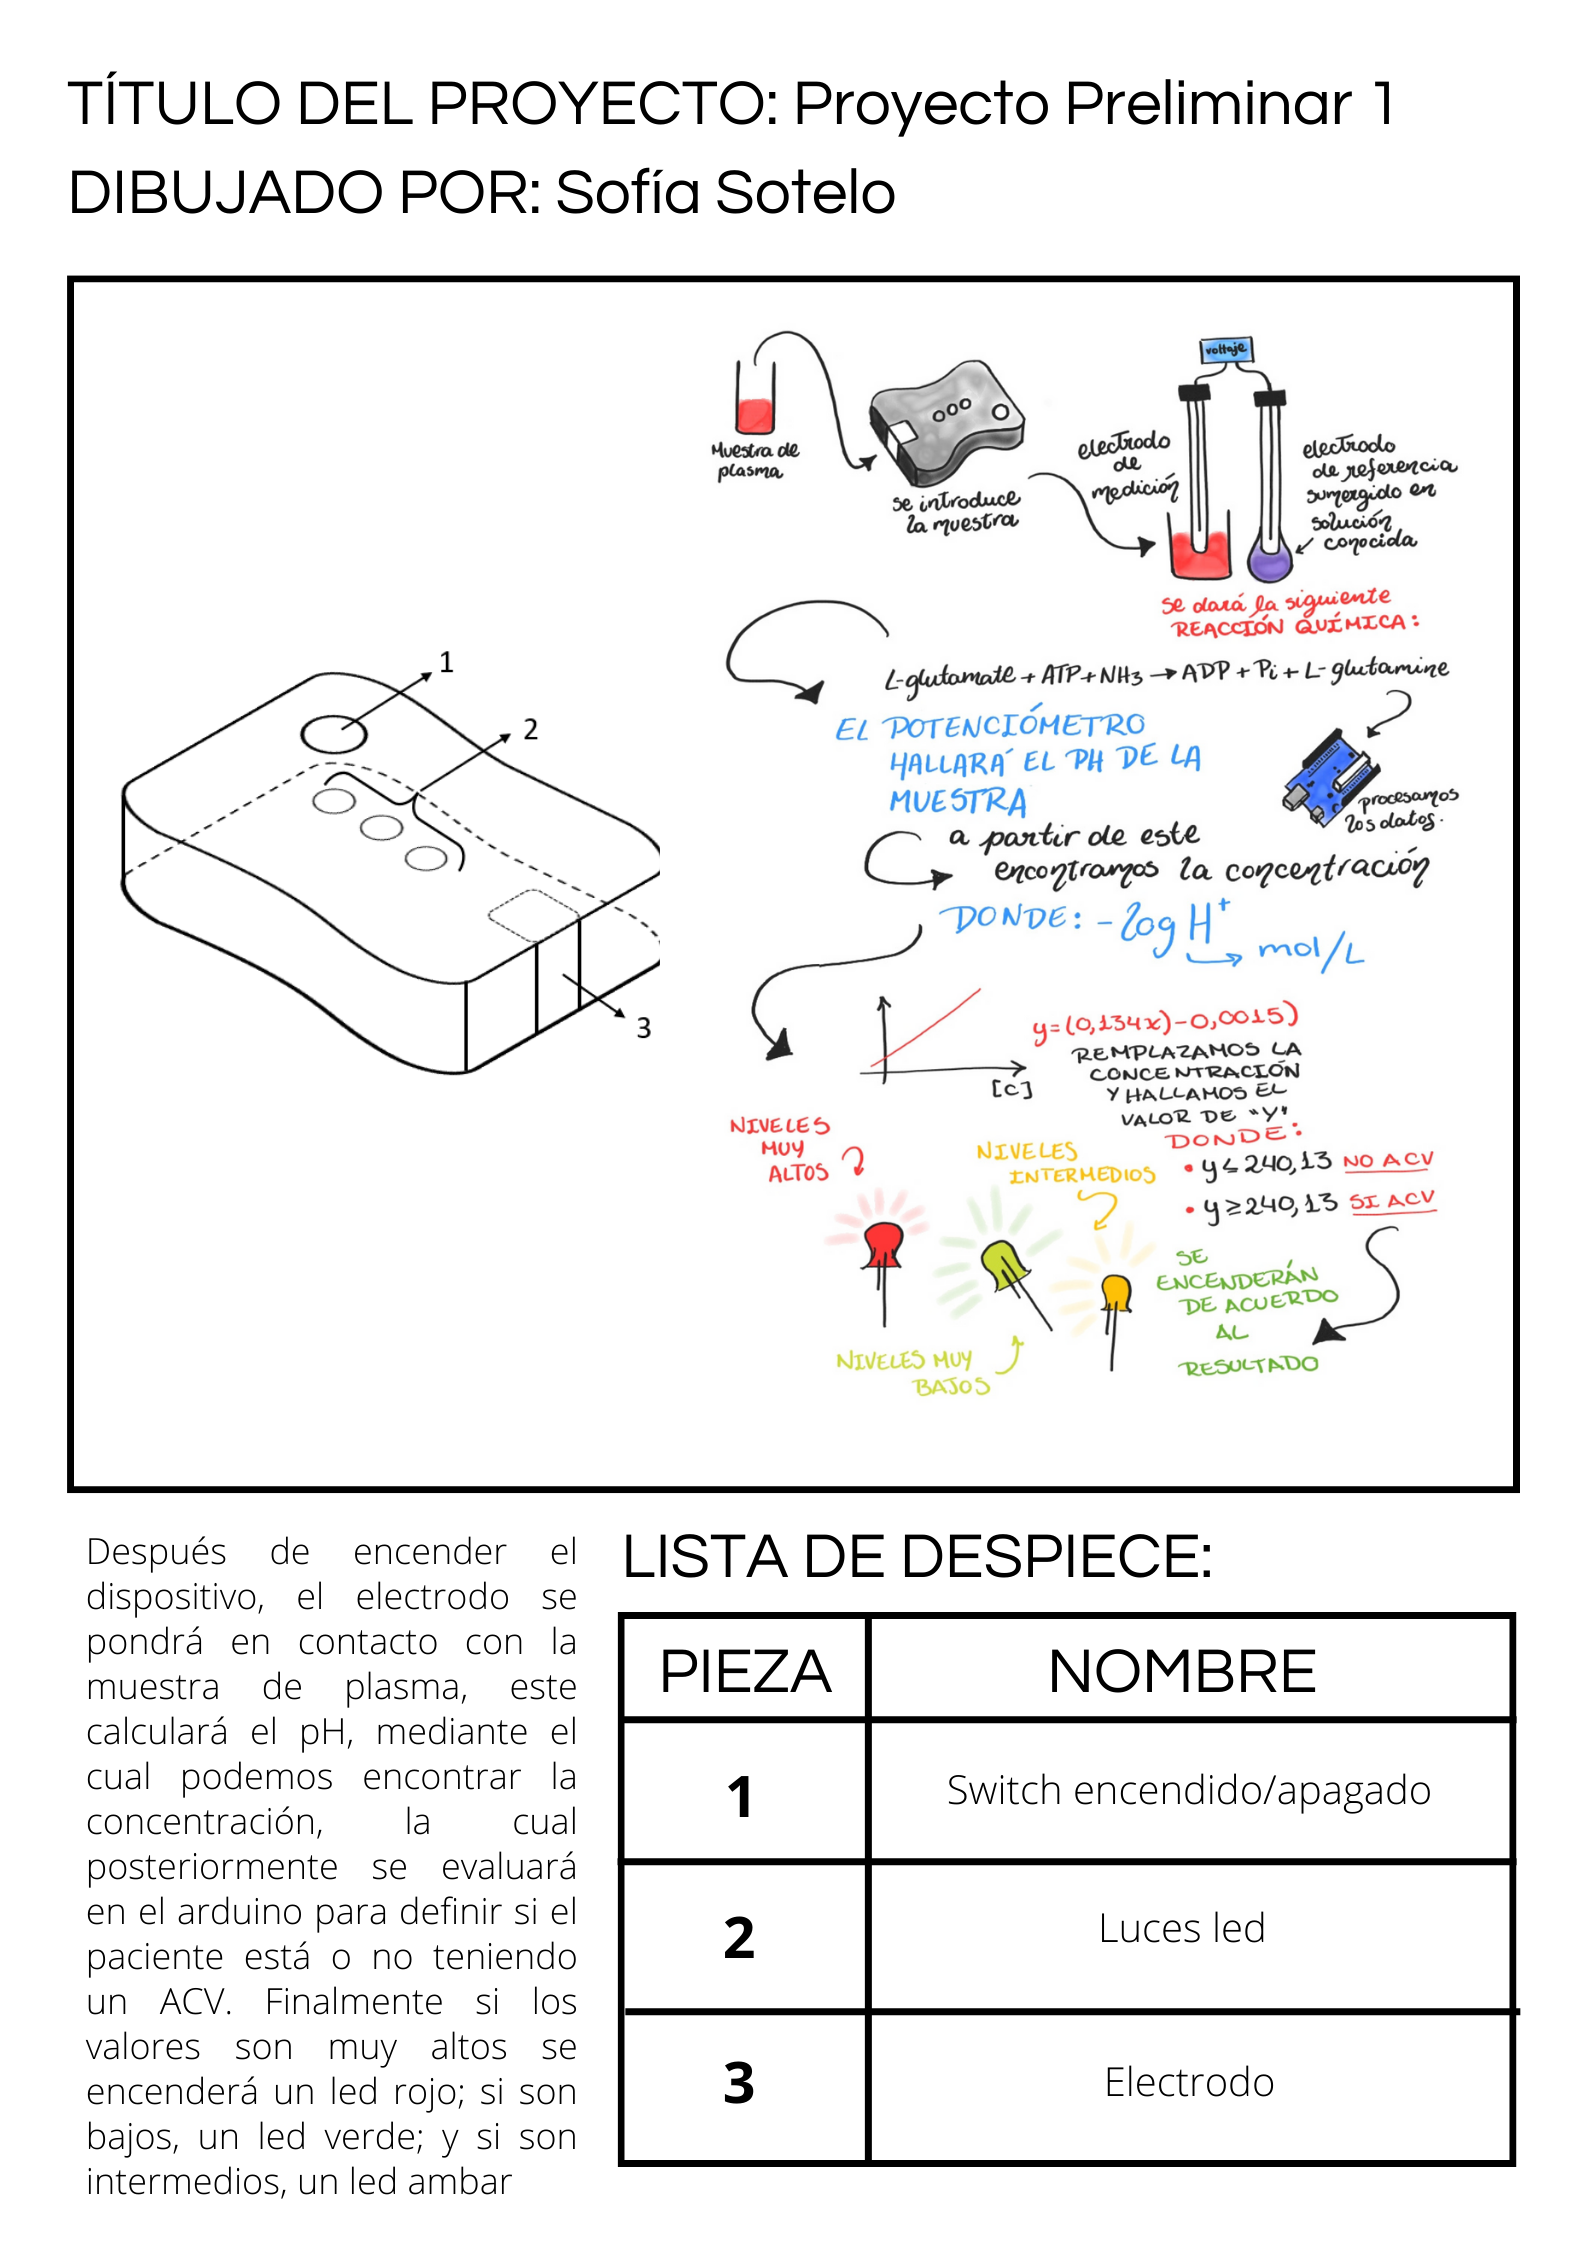 TÍTULO DEL PROYECTO: Proyecto Preliminar 1
DIBUJADO POR: Sofía Sotelo
1
2
3
Muestra de
plasma
se introduce
la muestra
voltaje
electrodo
de
medición
electrodo
de referencia
sumergido en
solución
conocida
se dará la siguiente
REACCIÓN QUÍMICA:
L-glutamate + ATP + NH3 → ADP + Pi + L-glutamine
EL POTENCIÓMETRO
HALLARÁ EL PH DE LA
MUESTRA
procesamos
los datos.
a partir de este
encontramos la concentración
DONDE: -log H+
mol/L
[c]
y=(0,134x)-0,0015)
REMPLAZAMOS LA
CONCENTRACIÓN
Y HALLAMOS EL
VALOR DE "Y"
DONDE:
• y≤240,13 NO ACV
• y≥240,13 SI ACV
NIVELES
MUY
ALTOS
NIVELES
INTERMEDIOS
NIVELES MUY
BAJOS
SE
ENCENDERÁN
DE ACUERDO
AL
RESULTADO
Después de encender el
dispositivo, el electrodo se
pondrá en contacto con la
muestra de plasma, este
calculará el pH, mediante el
cual podemos encontrar la
concentración, la cual
posteriormente se evaluará
en el arduino para definir si el
paciente está o no teniendo
un ACV. Finalmente si los
valores son muy altos se
encenderá un led rojo; si son
bajos, un led verde; y si son
intermedios, un led ambar
LISTA DE DESPIECE:
PIEZA NOMBRE
1 Switch encendido/apagado
2 Luces led
3 Electrodo